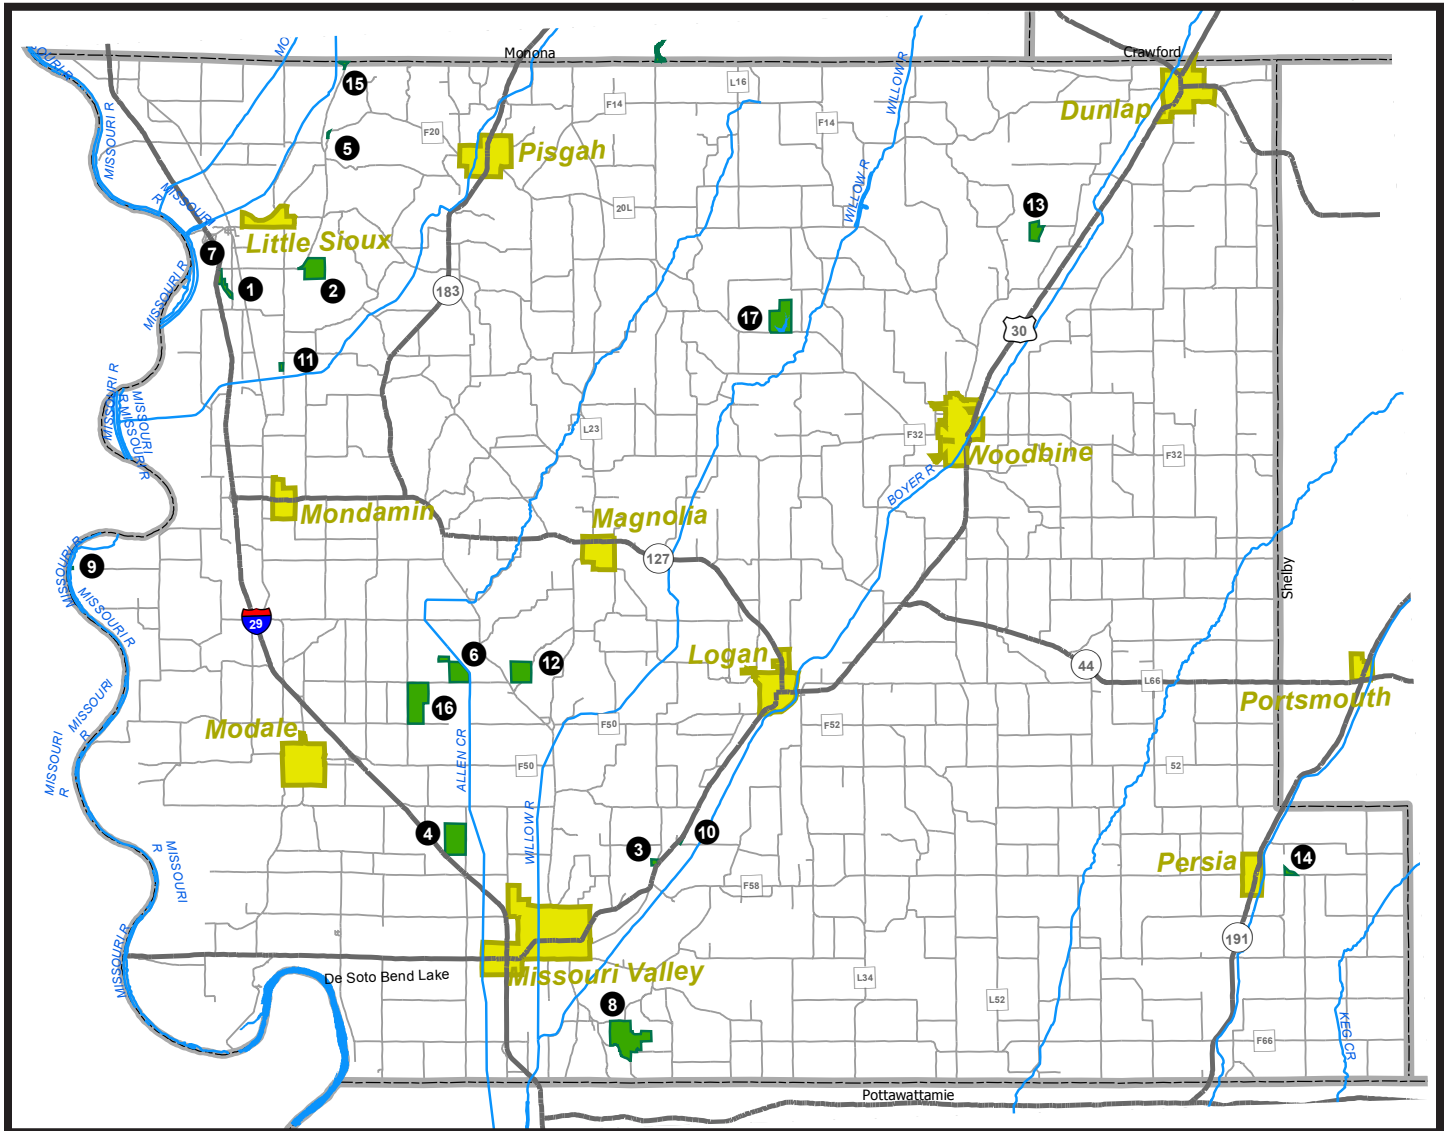 Monona
Crawford
MO
OURI R
15
L16
WILLOW R
Dunlap
F14
F14
MISSOURI R
F20
5
Pisgah
WILLOW R
MISSOURI
R
20L
13
Little Sioux
7
MISSOURI R
1
2
183
17
30
11
MISSOURI R
MISSOURI
R MISSOURI R
L23
F32
Woodbine
F32
BOYER R
Mondamin
Magnolia
127
MISSOURI R
9
MISSOURI R
Shelby
29
6
12
Logan
44
L66
Portsmouth
16
MISSOURI
R
F50
F52
Modale
ALLEN CR
MISSOURI
R
F50
52
WILLOW R
4
3
10
MISSOURI
R
Persia
14
F58
MISSOURI R
191
De Soto Bend Lake
Missouri Valley
L34
L52
8
KEG CR
F66
Pottawattamie